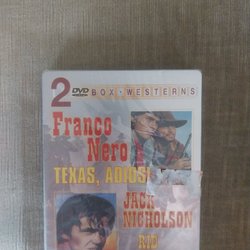 2 DVD BOX • WESTERNS
Franco
Nero
TEXAS, ADIOS
JACK
NICHOLSON